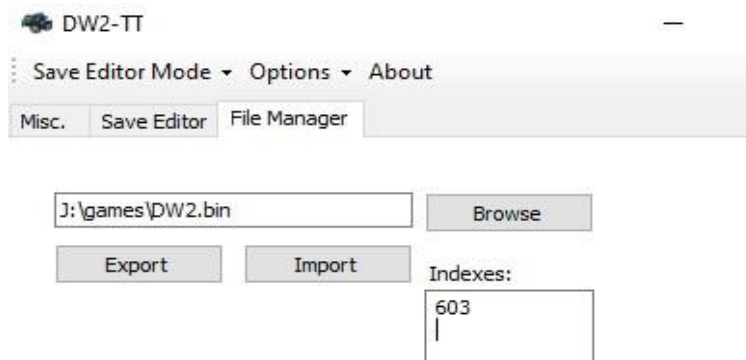 DW2-TT
Save Editor Mode Options About
Misc. Save Editor File Manager
J:\games\DW2.bin Browse
Export Import Indexes:
603